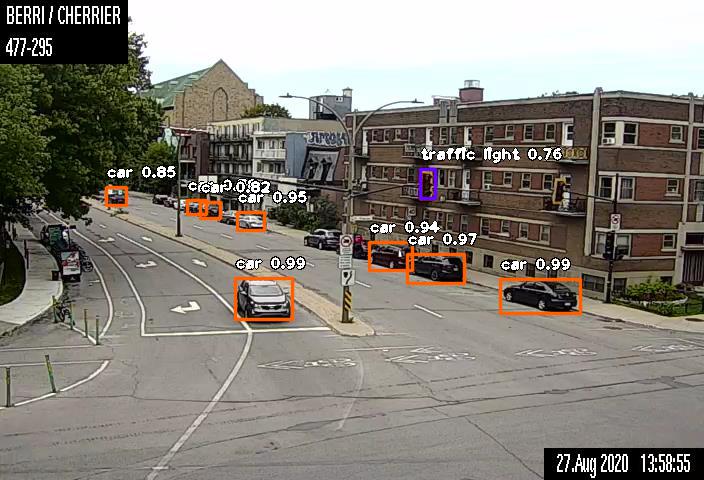 BERRI / CHERRIER
477-295
traffic light 0.76
car 0.85
car 0.82
car 0.95
car 0.94
car 0.97
car 0.99
car 0.99
27.Aug 2020 13:58:55